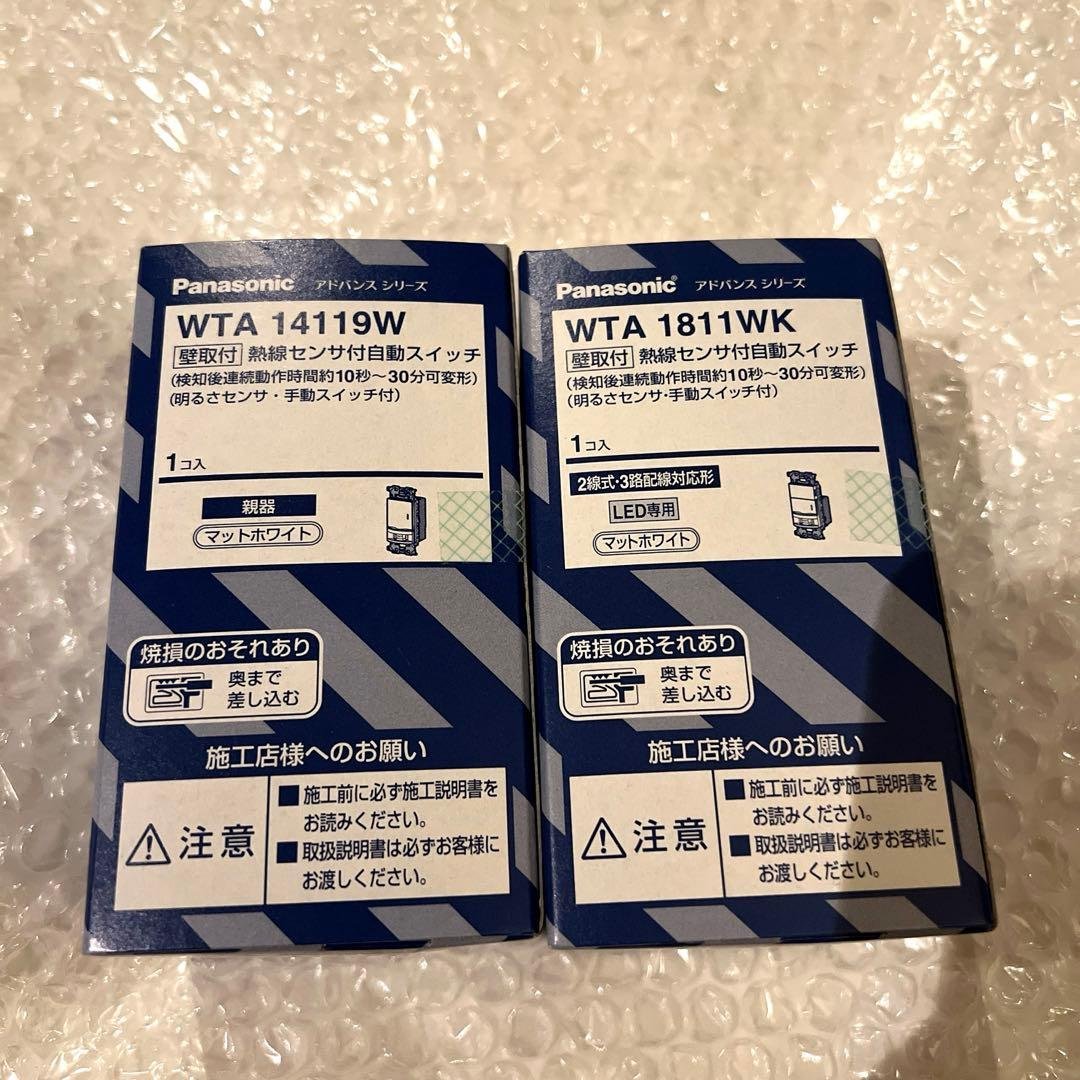 Panasonic アドバンス シリーズ
WTA 14119W
壁取付 熱線センサ付自動スイッチ
(検知後連続動作時間約10秒〜30分可変形)
(明るさセンサ・手動スイッチ付)
1コ入
親器
マットホワイト
焼損のおそれあり
奥まで
差し込む
施工店様へのお願い
注意
■施工前に必ず施工説明書を
お読みください。
■取扱説明書は必ずお客様に
お渡しください。
Panasonic® アドバンス シリーズ
WTA 1811WK
壁取付 熱線センサ付自動スイッチ
(検知後連続動作時間約10秒〜30分可変形)
(明るさセンサ・手動スイッチ付)
1コ入
2線式・3路配線対応形
LED専用
マットホワイト
焼損のおそれあり
奥まで
差し込む
施工店様へのお願い
注意
■施工前に必ず施工説明書を
お読みください。
■取扱説明書は必ずお客様に
お渡しください。